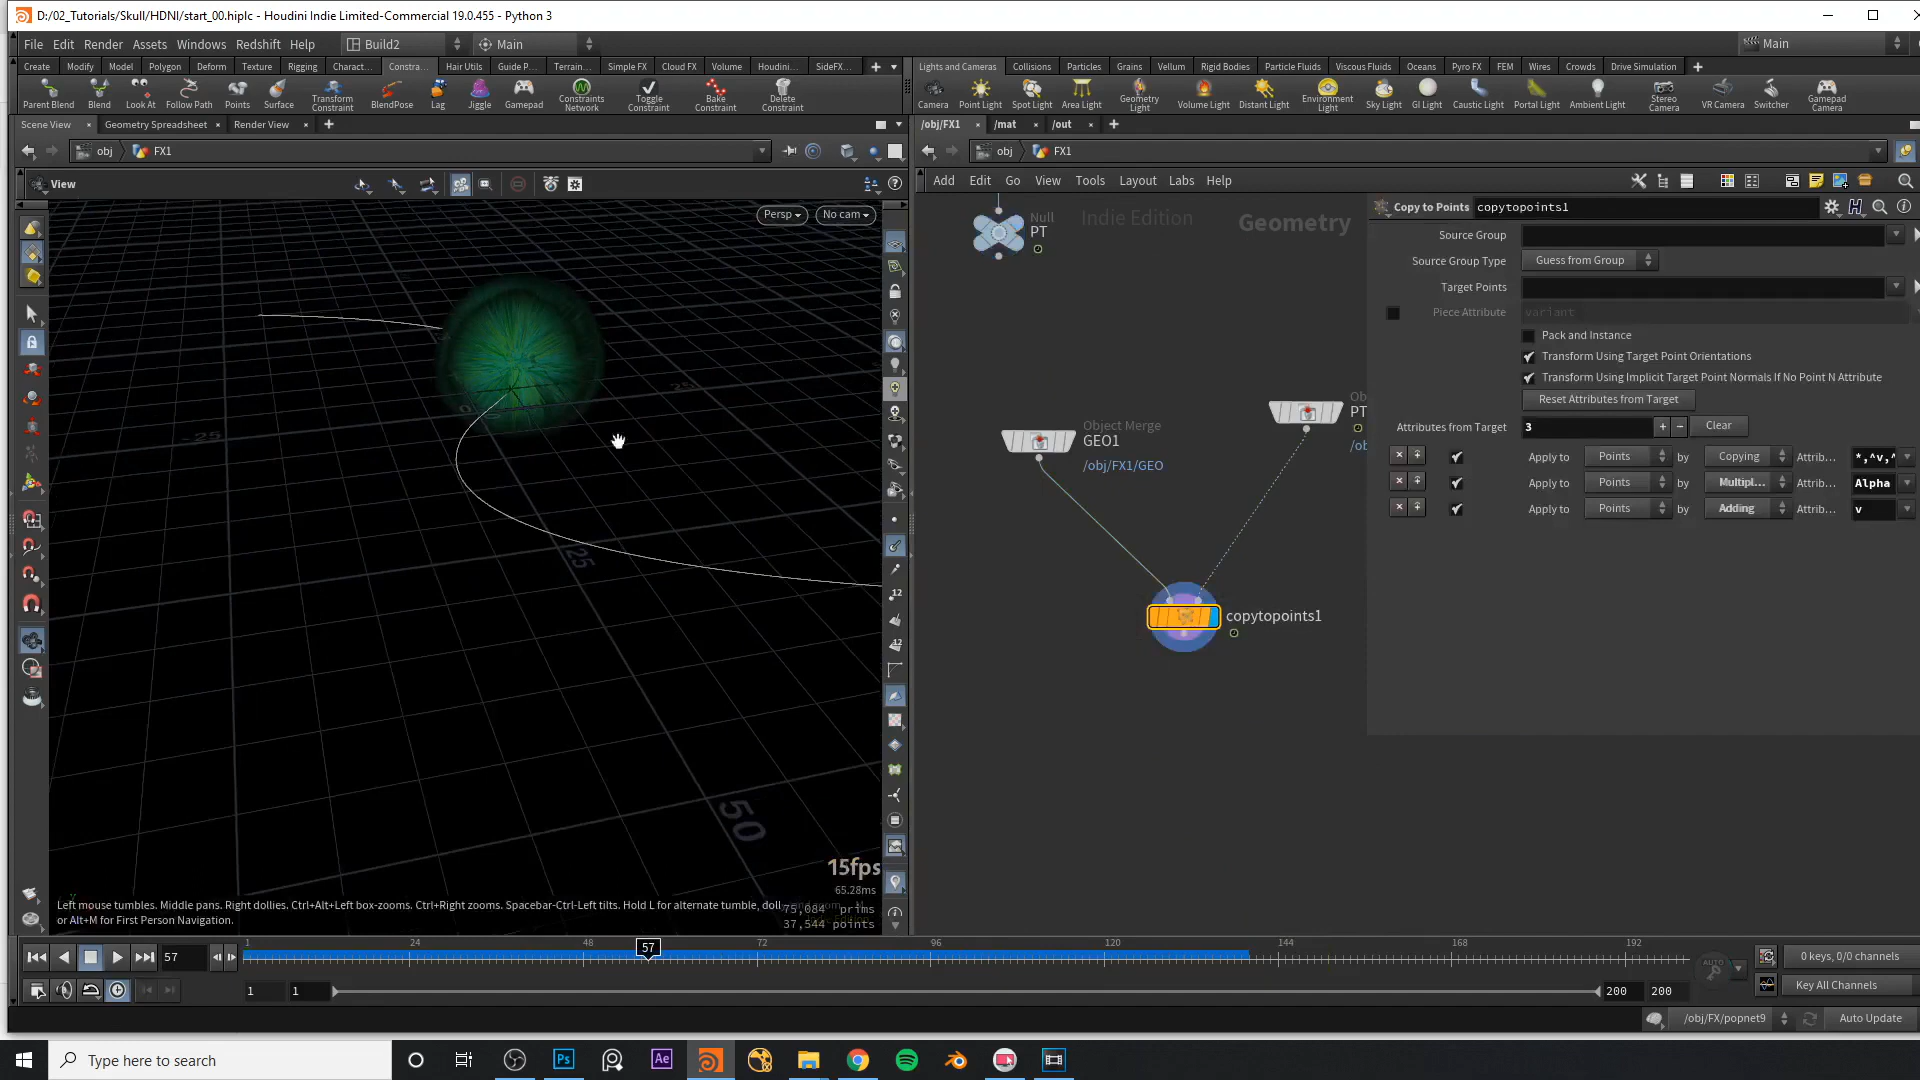 D:/02_Tutorials/Skull/HDNI/start_00.hiplc - Houdini Indie Limited-Commercial 19.0.455 - Python 3
File Edit Render Assets Windows Redshift Help Build2 Main Main
Create Modify Model Polygon Deform Texture Rigging Charact... Constra... Hair Utils Guide P... Terrain... Simple FX Cloud FX Volume Houdini... SideFX...
Lights and Cameras Collisions Particles Grains Vellum Rigid Bodies Particle Fluids Viscous Fluids Oceans Pyro FX FEM Wires Crowds Drive Simulation
Parent Blend Blend Look At Follow Path Points Surface Transform Constraint BlendPose Lag Jiggle Gamepad Constraints Network Toggle Constraint Bake Constraint Delete Constraint
Camera Point Light Spot Light Area Light Geometry Light Volume Light Distant Light Environment Light Sky Light GI Light Caustic Light Portal Light Ambient Light Stereo Camera VR Camera Switcher Gamepad Camera
Scene View Geometry Spreadsheet Render View
/obj/FX1 /mat /out
obj FX1
obj FX1
View
Add Edit Go View Tools Layout Labs Help
Persp No cam
Null
PT
Indie Edition
Geometry
Copy to Points copytopoints1
Source Group
Source Group Type Guess from Group
Target Points
Piece Attribute variant
Pack and Instance
Transform Using Target Point Orientations
Transform Using Implicit Target Point Normals If No Point N Attribute
Reset Attributes from Target
Attributes from Target 3 + - Clear
Apply to Points by Copying Attrib... *,^v,^
Apply to Points by Multipl... Attrib... Alpha
Apply to Points by Adding Attrib... v
Object Merge
GEO1
/obj/FX1/GEO
Ob
PT
/ob
copytopoints1
-25
0
25
25
50
12
12
15fps
65.28ms
75,084 prims
37,544 points
Left mouse tumbles. Middle pans. Right dollies. Ctrl+Alt+Left box-zooms. Ctrl+Right zooms. Spacebar-Ctrl-Left tilts. Hold L for alternate tumble, doll
or Alt+M for First Person Navigation.
57
1 24 48 57 72 96 120 144 168 192
AUTO
0 keys, 0/0 channels
1 1 200 200
Key All Channels
/obj/FX/popnet9 Auto Update
Type here to search
Ps
Ae